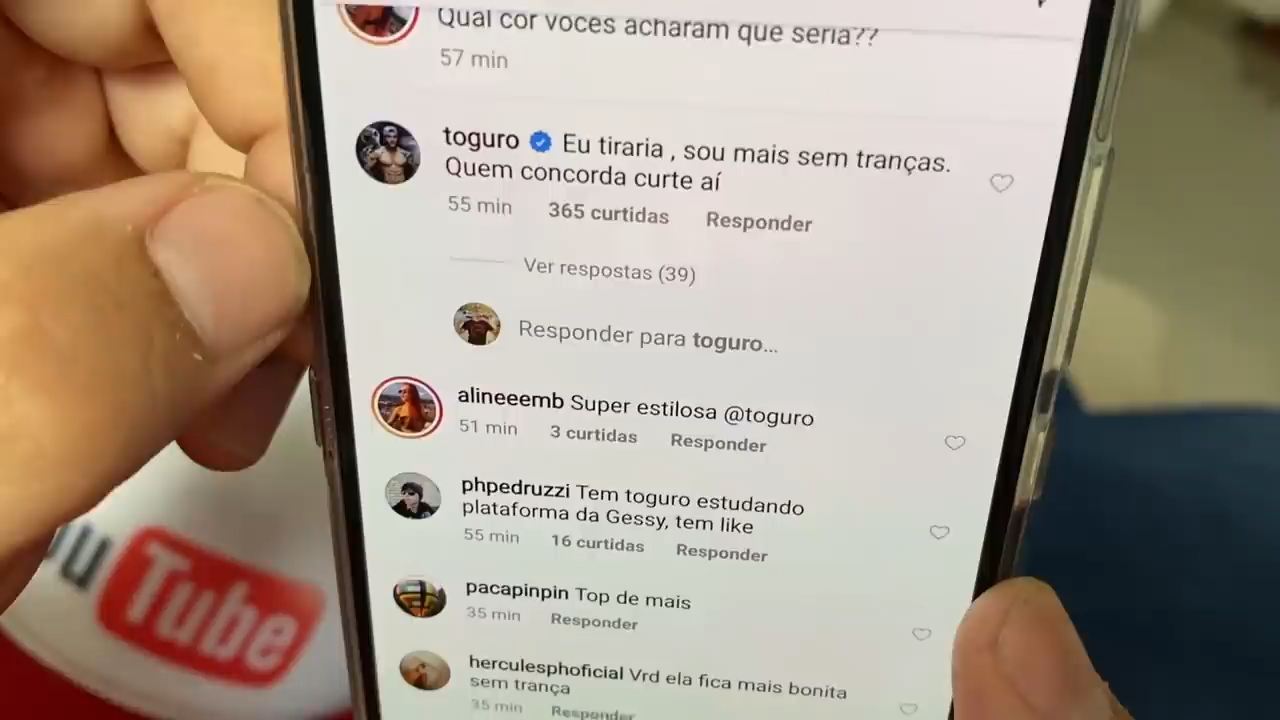 Qual cor voces acharam que seria??
57 min
toguro Eu tiraria , sou mais sem tranças.
Quem concorda curte aí
55 min 365 curtidas Responder
Ver respostas (39)
Responder para toguro...
alineeemb Super estilosa @toguro
51 min 3 curtidas Responder
phpedruzzi Tem toguro estudando
plataforma da Gessy, tem like
55 min 16 curtidas Responder
pacapinpin Top de mais
35 min Responder
herculesphoficial Vrd ela fica mais bonita
sem trança
35 min Responder
Tube